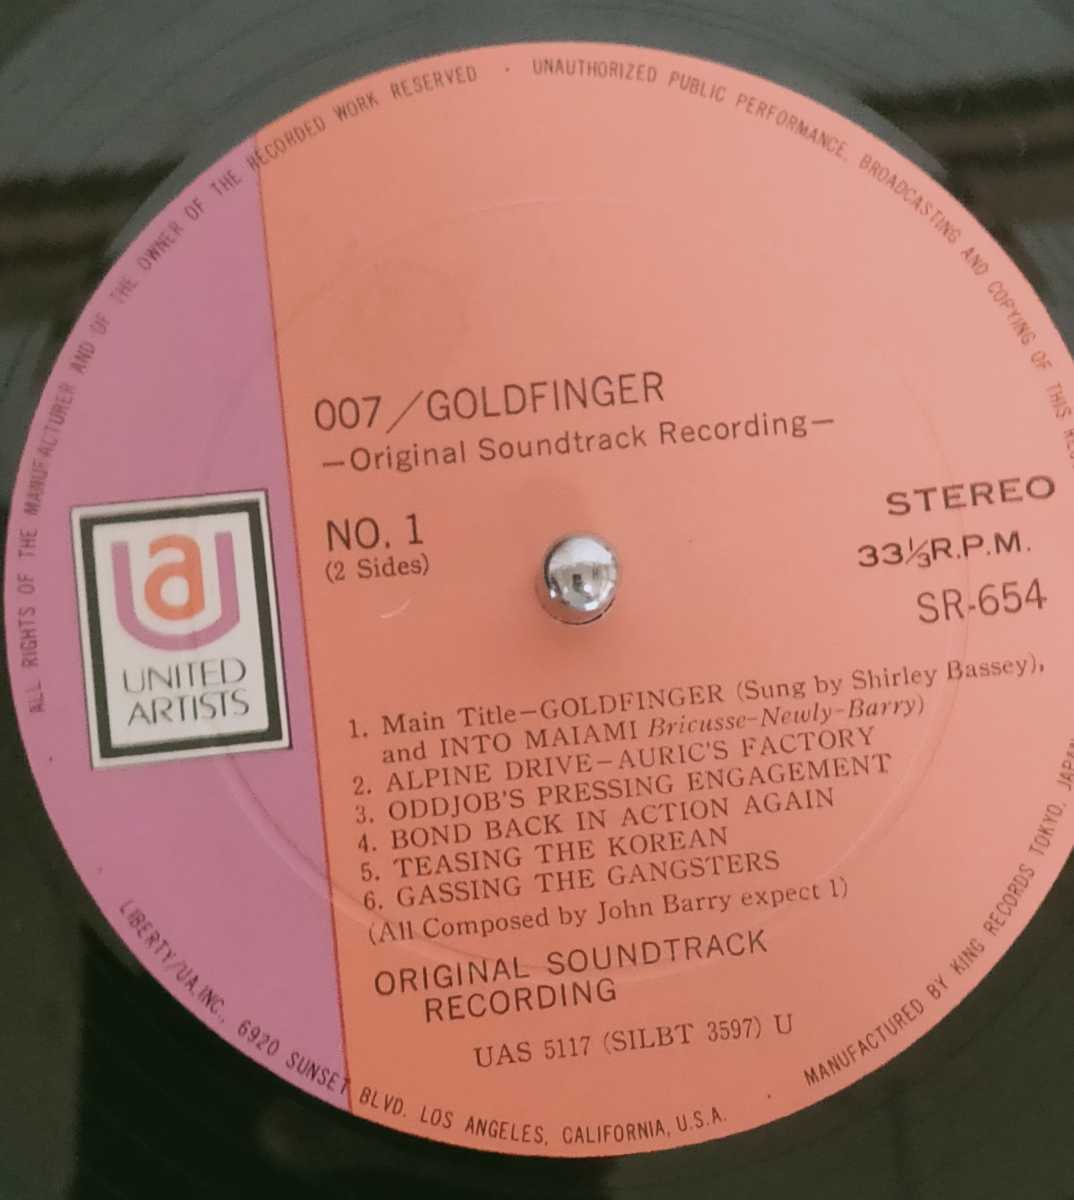 ALL RIGHTS OF THE MANUFACTURER AND OF THE OWNER OF THE RECORDED WORK RESERVED · UNAUTHORIZED PUBLIC PERFORMANCE, BROADCASTING AND COPYING OF THIS
007/GOLDFINGER
—Original Soundtrack Recording—
NO. 1
(2 Sides)
STEREO
33⅓R.P.M.
SR-654
ua
UNITED
ARTISTS
1. Main Title—GOLDFINGER (Sung by Shirley Bassey),
and INTO MAIAMI Bricusse-Newly-Barry)
2. ALPINE DRIVE—AURIC'S FACTORY
3. ODDJOB'S PRESSING ENGAGEMENT
4. BOND BACK IN ACTION AGAIN
5. TEASING THE KOREAN
6. GASSING THE GANGSTERS
(All Composed by John Barry expect 1)
ORIGINAL SOUNDTRACK
RECORDING
UAS 5117 (SILBT 3597) U
LIBERTY/UA, INC., 6920 SUNSET BLVD. LOS ANGELES, CALIFORNIA, U.S.A. ·
MANUFACTURED BY KING RECORDS TOKYO, JAPAN